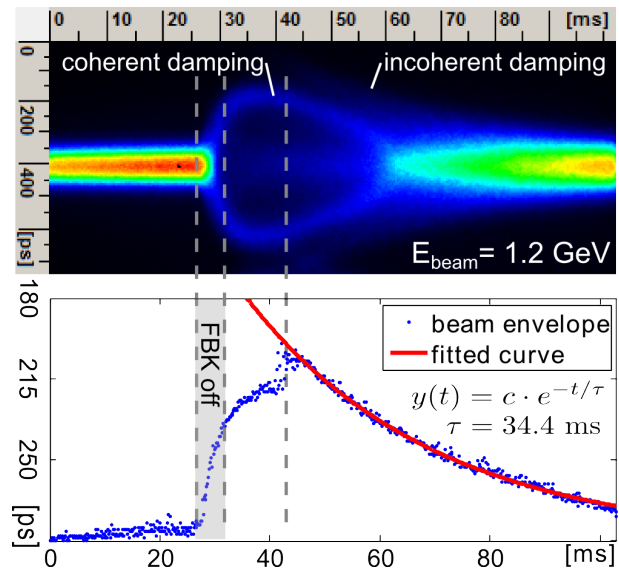 10 20 30 40 50 60 70 80 [ms]
0
200
400
[ps]
coherent damping
incoherent damping
E_beam = 1.2 GeV
180
215
250
[ps]
FBK off
beam envelope
fitted curve
y(t) = c · e^{-t/τ}
τ = 34.4 ms
0 20 40 60 80 [ms]